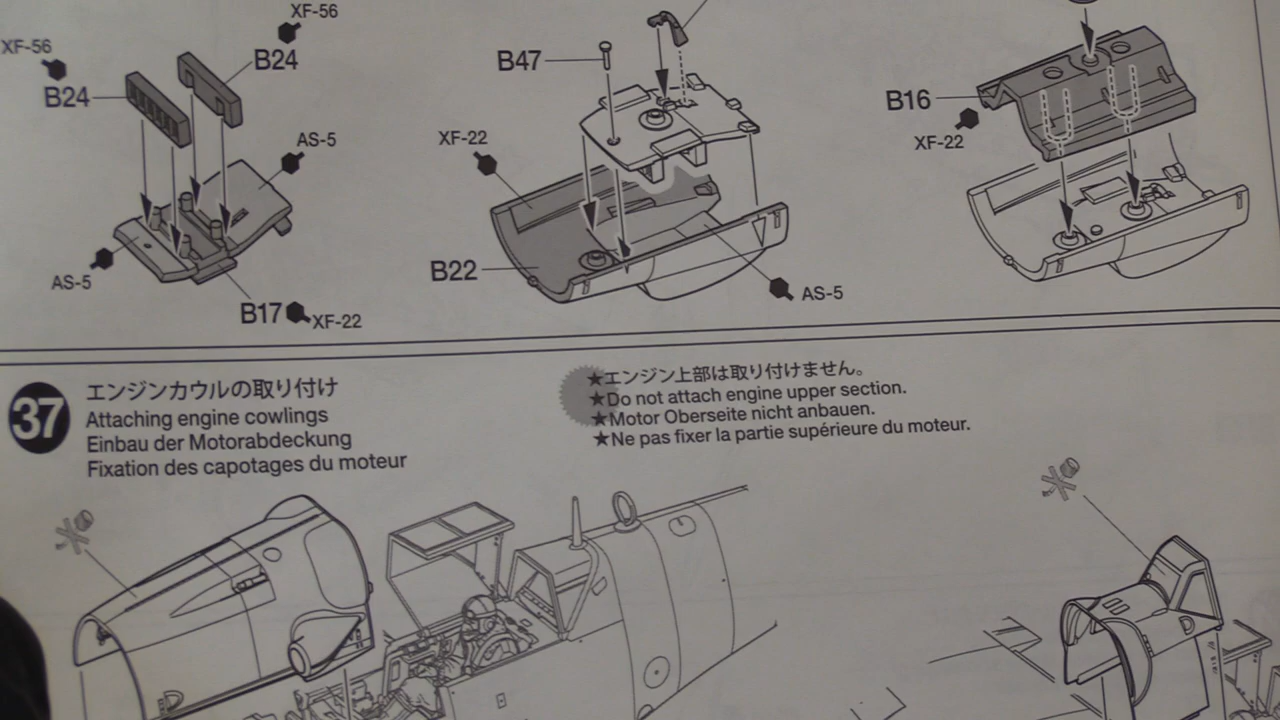 XF-56
XF-56
B24
B24
AS-5
AS-5
B17
XF-22
B47
XF-22
B22
AS-5
B16
XF-22
37
エンジンカウルの取り付け
Attaching engine cowlings
Einbau der Motorabdeckung
Fixation des capotages du moteur
★エンジン上部は取り付けません。
★Do not attach engine upper section.
★Motor Oberseite nicht anbauen.
★Ne pas fixer la partie supérieure du moteur.